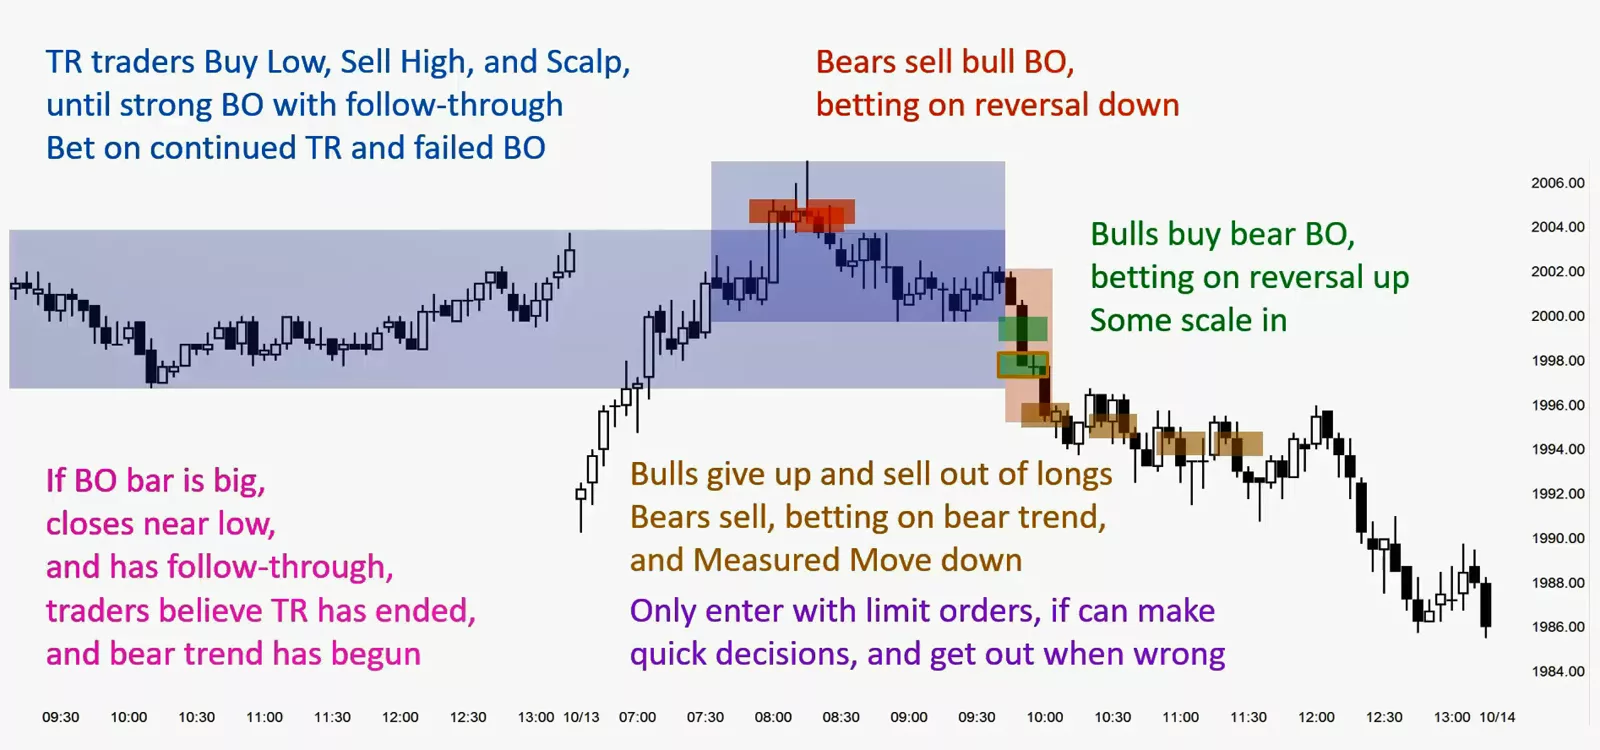 TR traders Buy Low, Sell High, and Scalp,
until strong BO with follow-through
Bet on continued TR and failed BO
Bears sell bull BO,
betting on reversal down
Bulls buy bear BO,
betting on reversal up
Some scale in
If BO bar is big,
closes near low,
and has follow-through,
traders believe TR has ended,
and bear trend has begun
Bulls give up and sell out of longs
Bears sell, betting on bear trend,
and Measured Move down
Only enter with limit orders, if can make
quick decisions, and get out when wrong
2006.00
2004.00
2002.00
2000.00
1998.00
1996.00
1994.00
1992.00
1990.00
1988.00
1986.00
1984.00
09:30 10:00 10:30 11:00 11:30 12:00 12:30 13:00 10/13 07:00 07:30 08:00 08:30 09:00 09:30 10:00 10:30 11:00 11:30 12:00 12:30 13:00 10/14